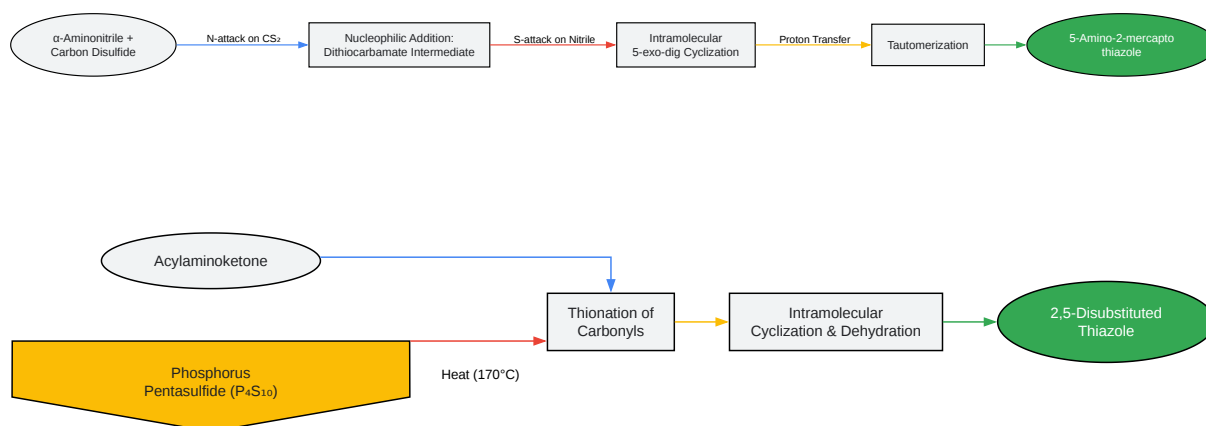 α-Aminonitrile +
Carbon Disulfide
N-attack on CS₂
Nucleophilic Addition:
Dithiocarbamate Intermediate
S-attack on Nitrile
Intramolecular
5-exo-dig Cyclization
Proton Transfer
Tautomerization
5-Amino-2-mercapto
thiazole
Acylaminoketone
Phosphorus
Pentasulfide (P₄S₁₀)
Heat (170°C)
Thionation of
Carbonyls
Intramolecular
Cyclization & Dehydration
2,5-Disubstituted
Thiazole